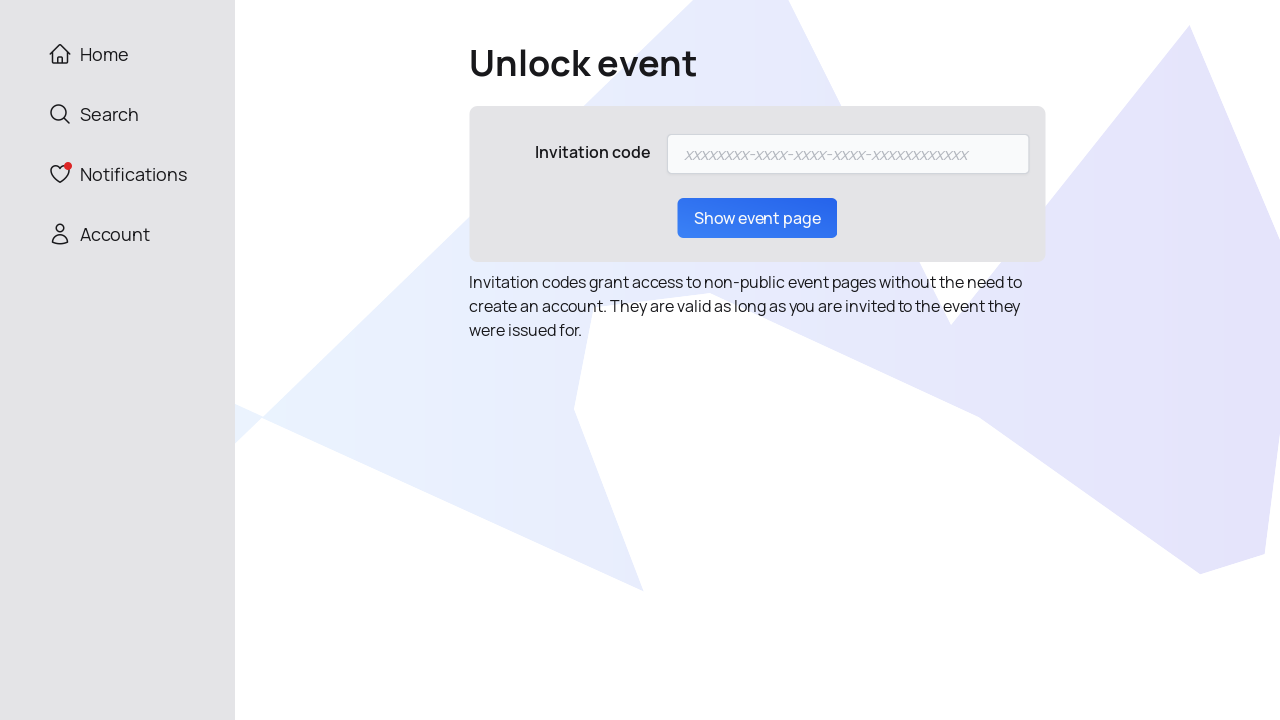 Home
Search
Notifications
Account
Unlock event
Invitation code
xxxxxxxx-xxxx-xxxx-xxxx-xxxxxxxxxxxx
Show event page
Invitation codes grant access to non-public event pages without the need to
create an account. They are valid as long as you are invited to the event they
were issued for.